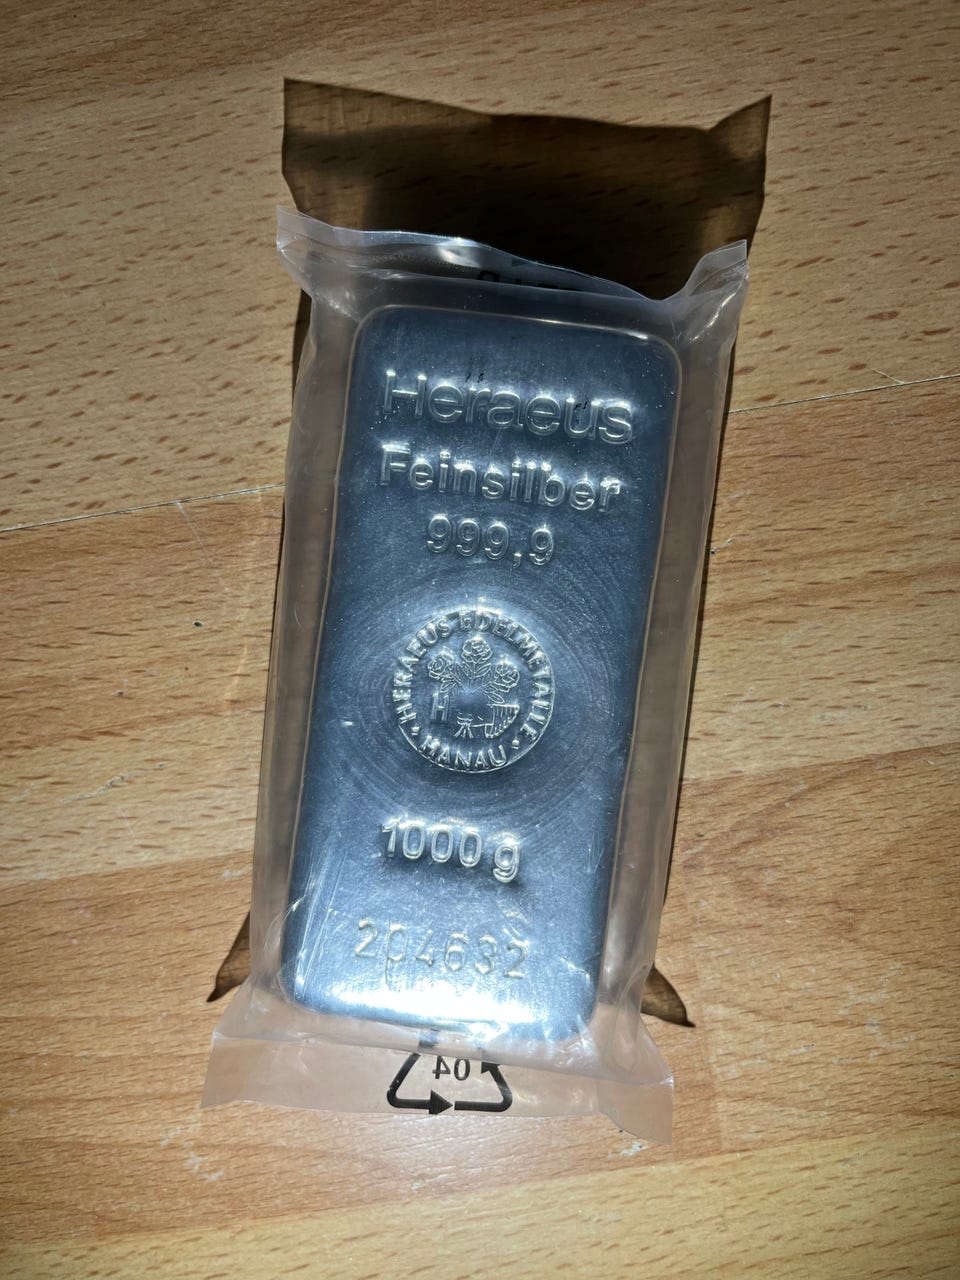 Heraeus
Feinsilber
999,9
HERAEUS EDELMETALLE
HANAU
H
1000 g
204632
04